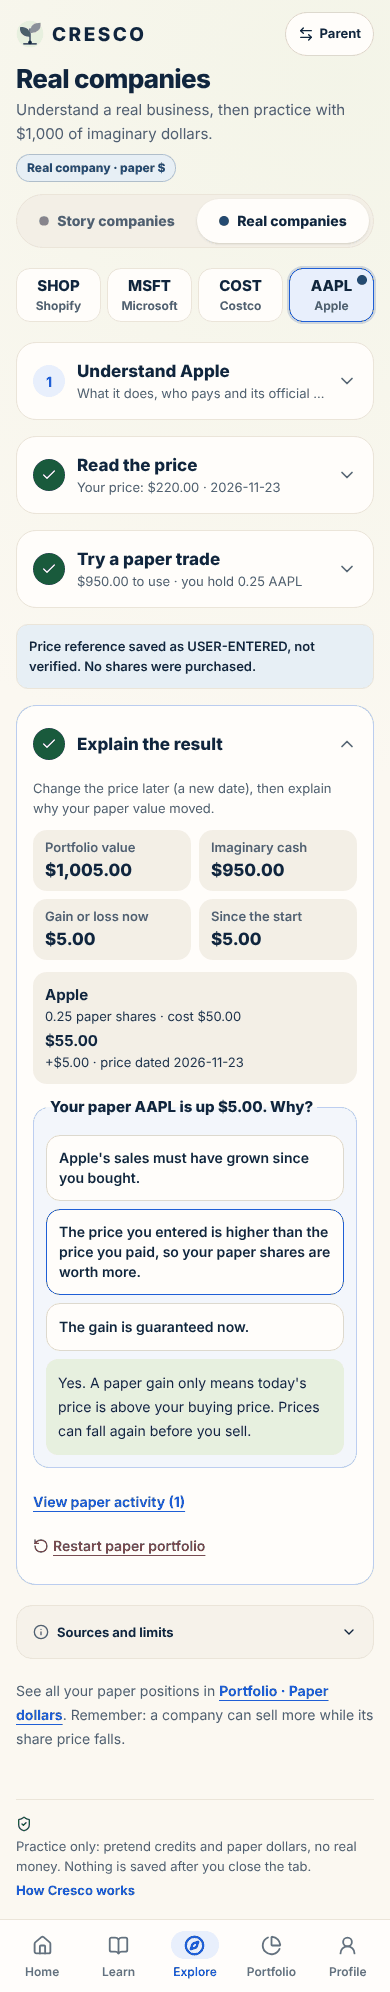 CRESCO
Parent
Real companies
Understand a real business, then practice with
$1,000 of imaginary dollars.
Real company · paper $
Story companies
Real companies
SHOP
Shopify
MSFT
Microsoft
COST
Costco
AAPL
Apple
1
Understand Apple
What it does, who pays and its official ...
Read the price
Your price: $220.00 · 2026-11-23
Try a paper trade
$950.00 to use · you hold 0.25 AAPL
Price reference saved as USER-ENTERED, not
verified. No shares were purchased.
Explain the result
Change the price later (a new date), then explain
why your paper value moved.
Portfolio value
$1,005.00
Imaginary cash
$950.00
Gain or loss now
$5.00
Since the start
$5.00
Apple
0.25 paper shares · cost $50.00
$55.00
+$5.00 · price dated 2026-11-23
Your paper AAPL is up $5.00. Why?
Apple's sales must have grown since
you bought.
The price you entered is higher than the
price you paid, so your paper shares are
worth more.
The gain is guaranteed now.
Yes. A paper gain only means today's
price is above your buying price. Prices
can fall again before you sell.
View paper activity (1)
Restart paper portfolio
Sources and limits
See all your paper positions in Portfolio · Paper
dollars. Remember: a company can sell more while its
share price falls.
Practice only: pretend credits and paper dollars, no real
money. Nothing is saved after you close the tab.
How Cresco works
Home
Learn
Explore
Portfolio
Profile